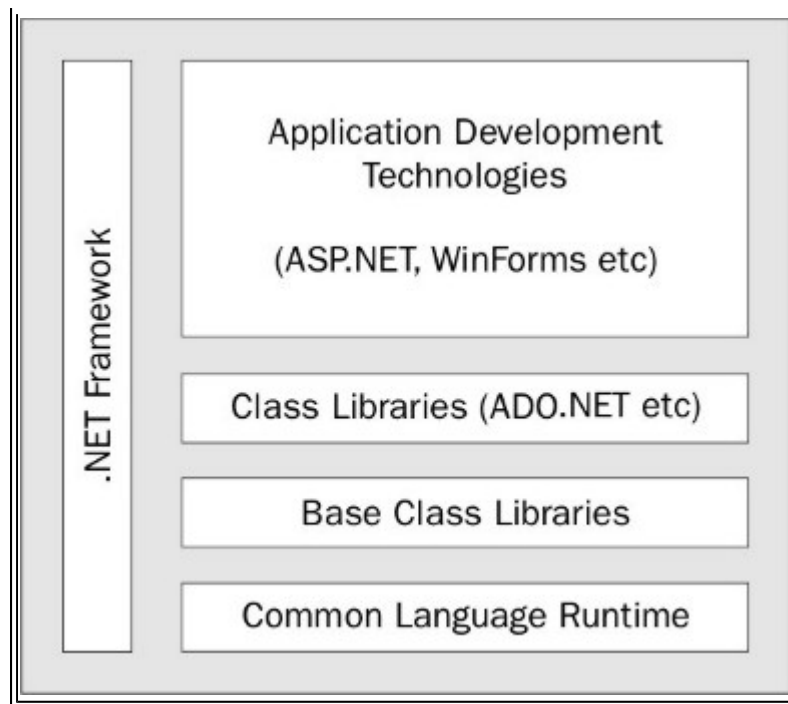 .NET Framework
Application Development
Technologies
(ASP.NET, WinForms etc)
Class Libraries (ADO.NET etc)
Base Class Libraries
Common Language Runtime